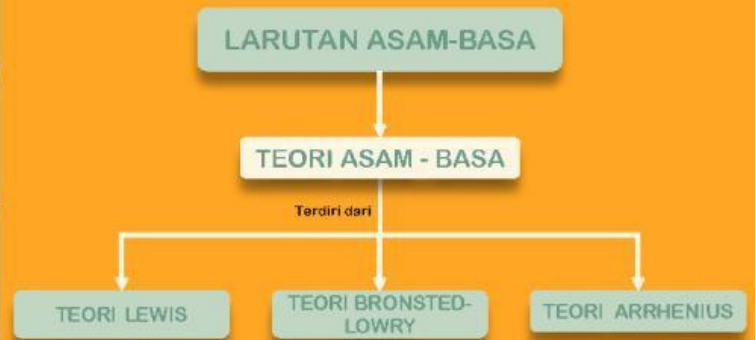 LARUTAN ASAM-BASA
TEORI ASAM - BASA
Terdiri dari
TEORI LEWIS
TEORI BRONSTED-
LOWRY
TEORI ARRHENIUS